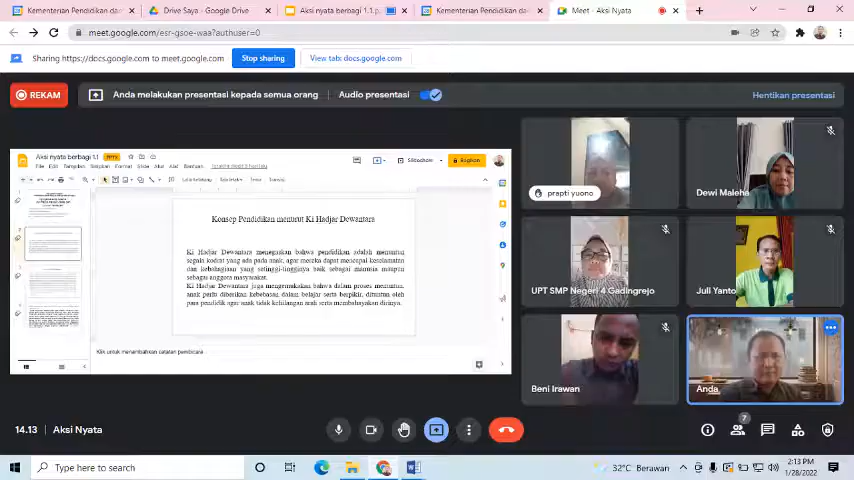 Kementerian Pendidikan dan
Drive Saya - Google Drive
Aksi nyata berbagi 1.1.p
Kementerian Pendidikan dan
Meet - Aksi Nyata
meet.google.com/esr-gsoe-waa?authuser=0
Sharing https://docs.google.com to meet.google.com
Stop sharing
View tab: docs.google.com
REKAM
Anda melakukan presentasi kepada semua orang
Audio presentasi
Hentikan presentasi
Aksi nyata berbagi 1.1
Slideshow
Bagikan
Konsep Pendidikan menurut Ki Hadjar Dewantara
Ki Hadjar Dewantara menegaskan bahwa pendidikan adalah menuntun
segala kodrat yang ada pada anak, agar mereka dapat mencapai keselamatan
dan kebahagiaan yang setinggi-tingginya baik sebagai manusia maupun
sebagai anggota masyarakat.
Ki Hadjar Dewantara juga mengemukakan bahwa dalam proses menuntun,
anak perlu diberikan kebebasan dalam belajar serta berpikir, dituntun oleh
para pendidik agar anak tidak kehilangan arah serta membahayakan dirinya.
Klik untuk menambahkan catatan pembicara
prapti yuono
Dewi Maleha
UPT SMP Negeri 4 Gadingrejo
Juli Yanto
Beni Irawan
Anda
14.13
Aksi Nyata
7
Type here to search
32°C Berawan
2:13 PM
1/28/2022